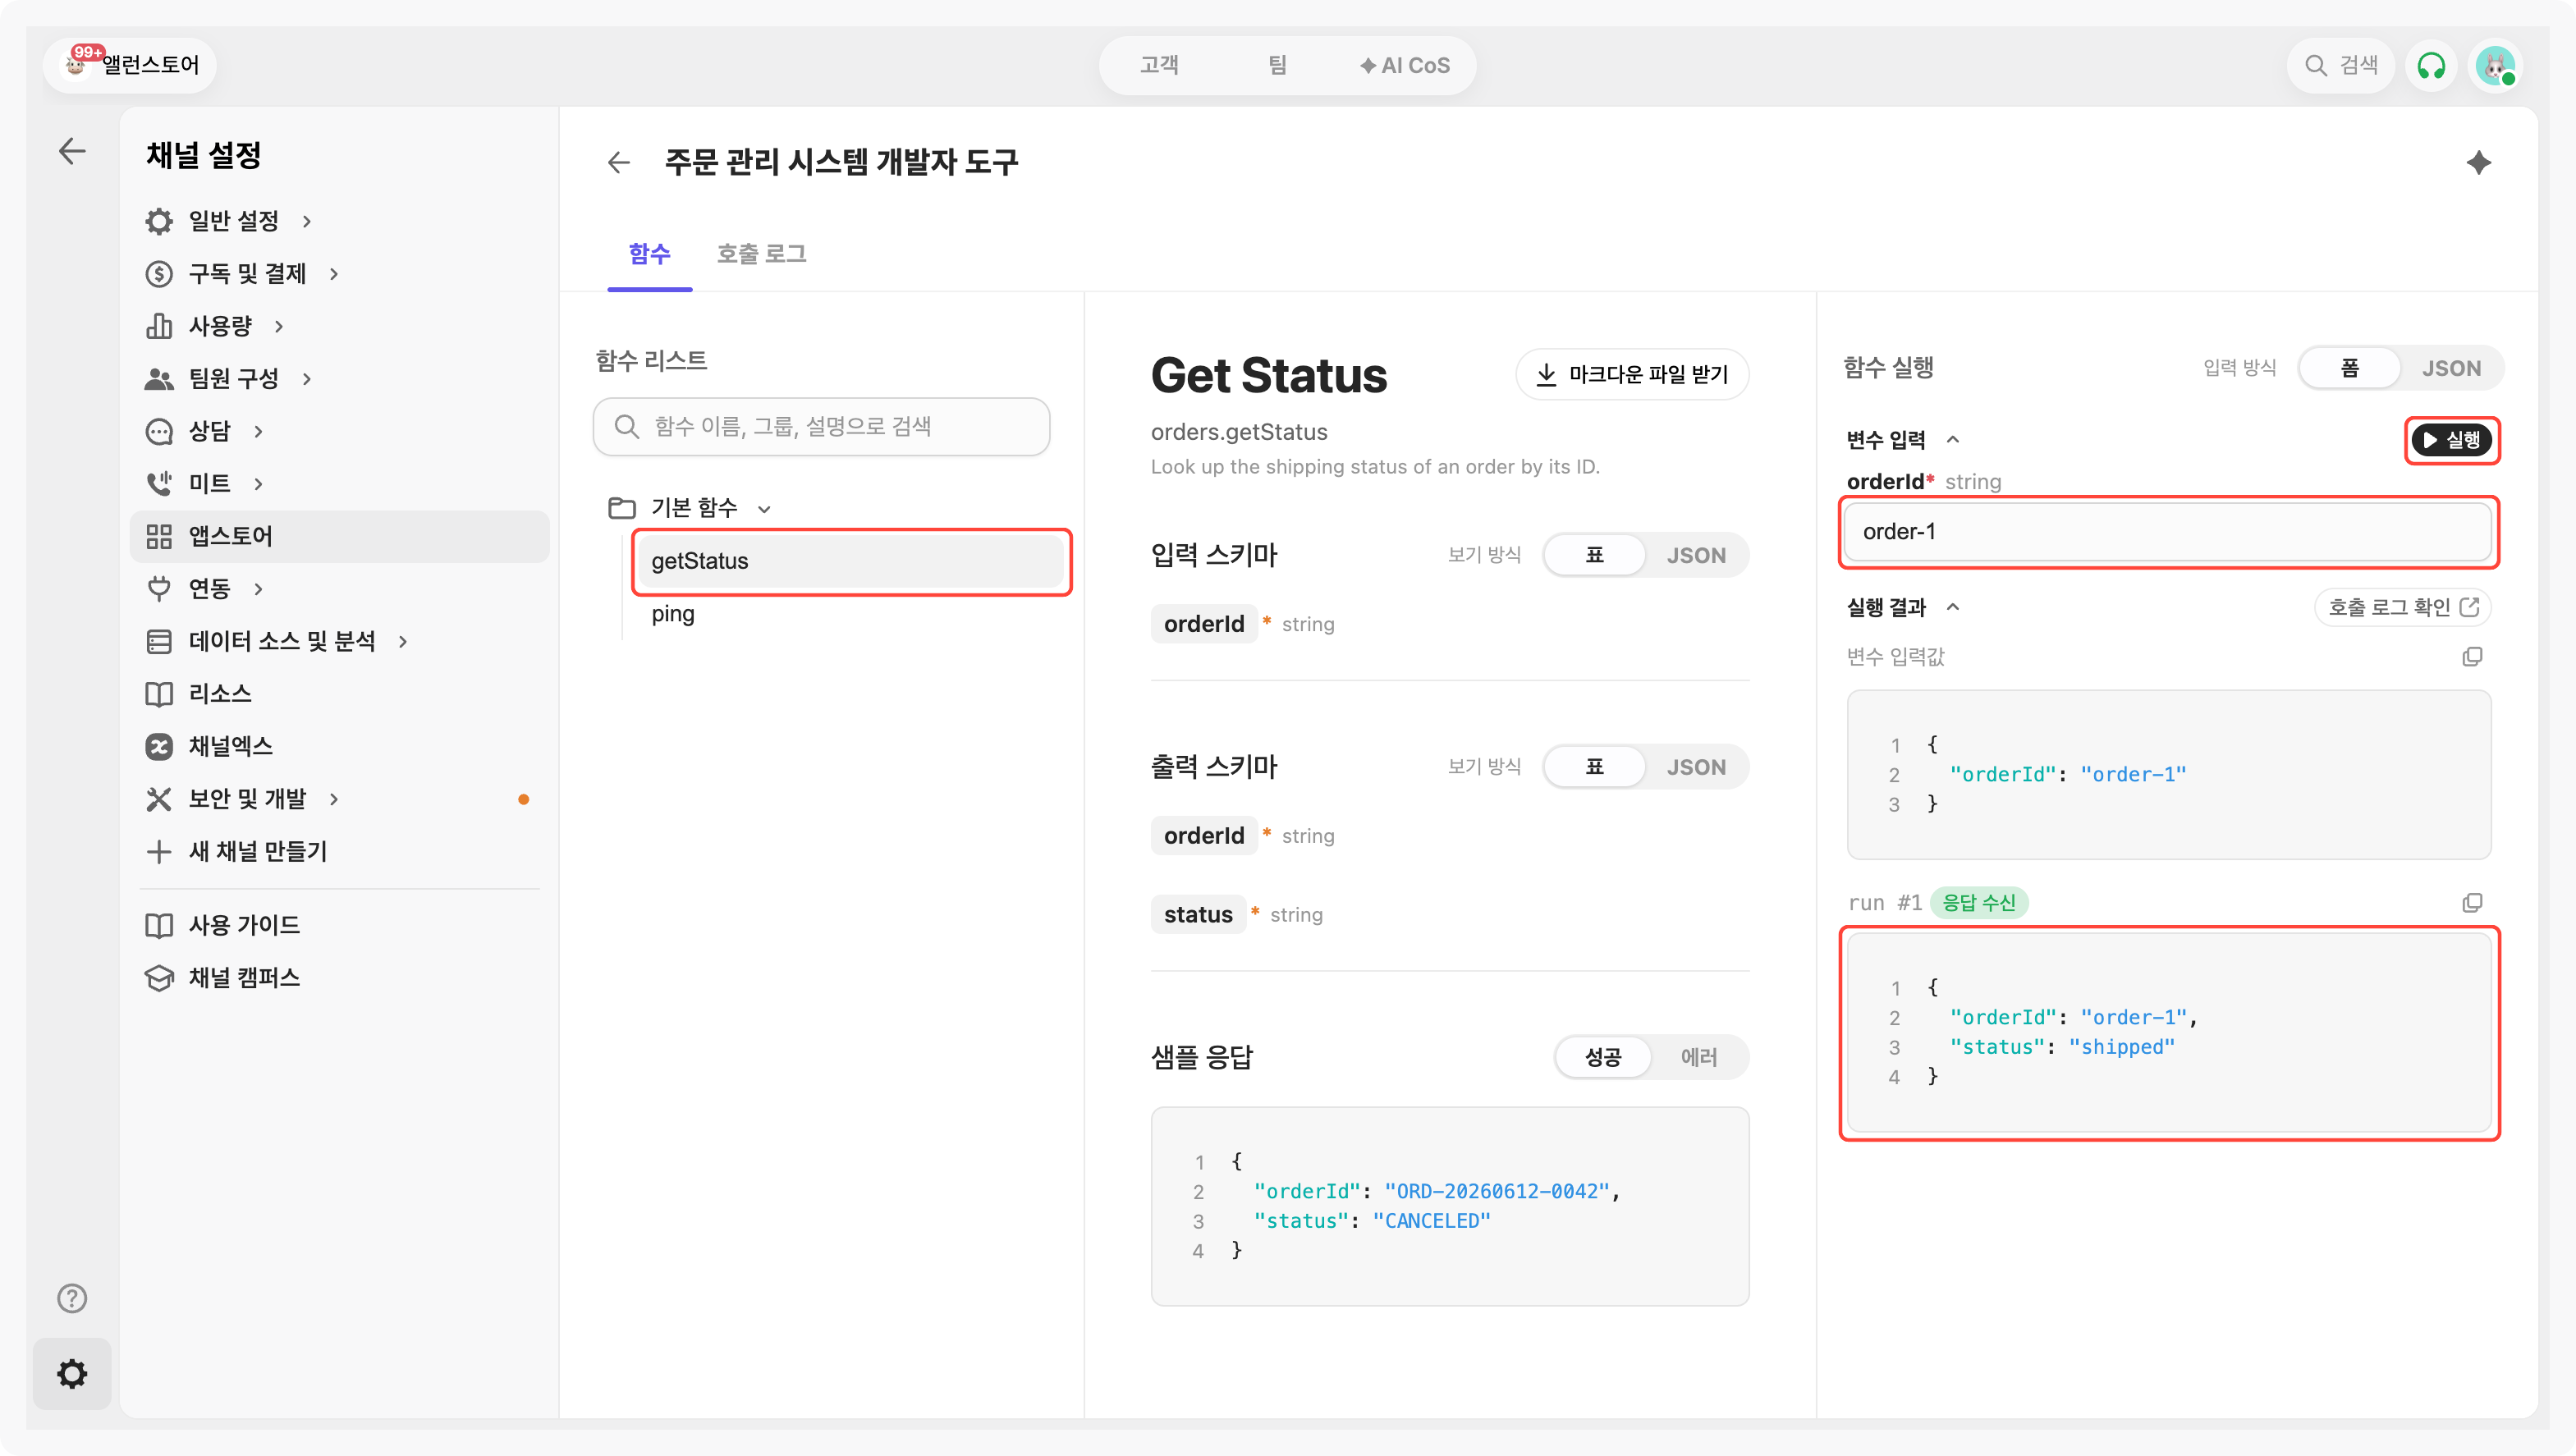 99+
앨런스토어
고객
팀
AI CoS
검색
채널 설정
일반 설정
구독 및 결제
사용량
팀원 구성
상담
미트
앱스토어
연동
데이터 소스 및 분석
리소스
채널엑스
보안 및 개발
새 채널 만들기
사용 가이드
채널 캠퍼스
주문 관리 시스템 개발자 도구
함수
호출 로그
함수 리스트
함수 이름, 그룹, 설명으로 검색
기본 함수
getStatus
ping
Get Status
마크다운 파일 받기
orders.getStatus
Look up the shipping status of an order by its ID.
입력 스키마
보기 방식
표
JSON
orderId * string
출력 스키마
보기 방식
표
JSON
orderId * string
status * string
샘플 응답
성공
에러
1 {
2 "orderId": "ORD-20260612-0042",
3 "status": "CANCELED"
4 }
함수 실행
입력 방식
폼
JSON
변수 입력
실행
orderId* string
order-1
실행 결과
호출 로그 확인
변수 입력값
1 {
2 "orderId": "order-1"
3 }
run #1 응답 수신
1 {
2 "orderId": "order-1",
3 "status": "shipped"
4 }